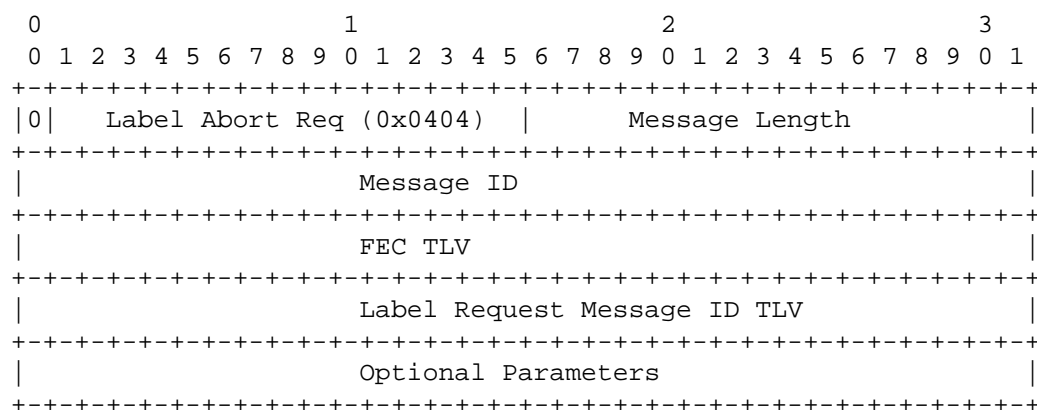 0                   1                   2                   3
 0 1 2 3 4 5 6 7 8 9 0 1 2 3 4 5 6 7 8 9 0 1 2 3 4 5 6 7 8 9 0 1
+-+-+-+-+-+-+-+-+-+-+-+-+-+-+-+-+-+-+-+-+-+-+-+-+-+-+-+-+-+-+-+-+
|0|   Label Abort Req (0x0404)  |      Message Length           |
+-+-+-+-+-+-+-+-+-+-+-+-+-+-+-+-+-+-+-+-+-+-+-+-+-+-+-+-+-+-+-+-+
|                     Message ID                                |
+-+-+-+-+-+-+-+-+-+-+-+-+-+-+-+-+-+-+-+-+-+-+-+-+-+-+-+-+-+-+-+-+
|                     FEC TLV                                   |
+-+-+-+-+-+-+-+-+-+-+-+-+-+-+-+-+-+-+-+-+-+-+-+-+-+-+-+-+-+-+-+-+
|                     Label Request Message ID TLV              |
+-+-+-+-+-+-+-+-+-+-+-+-+-+-+-+-+-+-+-+-+-+-+-+-+-+-+-+-+-+-+-+-+
|                     Optional Parameters                       |
+-+-+-+-+-+-+-+-+-+-+-+-+-+-+-+-+-+-+-+-+-+-+-+-+-+-+-+-+-+-+-+-+